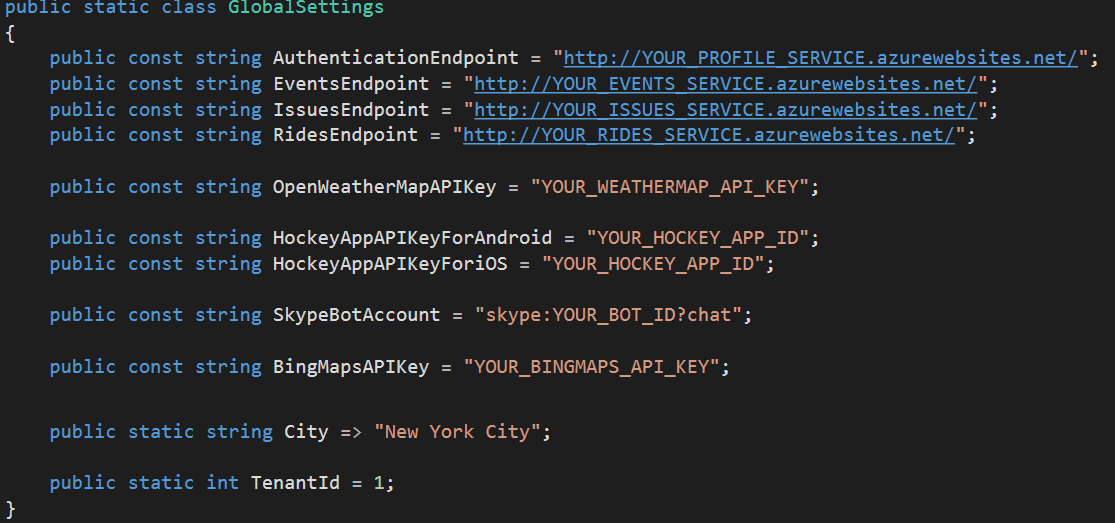 public static class GlobalSettings
{
public const string AuthenticationEndpoint = "http://YOUR_PROFILE_SERVICE.azurewebsites.net/";
public const string EventsEndpoint = "http://YOUR_EVENTS_SERVICE.azurewebsites.net/";
public const string IssuesEndpoint = "http://YOUR_ISSUES_SERVICE.azurewebsites.net/";
public const string RidesEndpoint = "http://YOUR_RIDES_SERVICE.azurewebsites.net/";
public const string OpenWeatherMapAPIKey = "YOUR_WEATHERMAP_API_KEY";
public const string HockeyAppAPIKeyForAndroid = "YOUR_HOCKEY_APP_ID";
public const string HockeyAppAPIKeyForiOS = "YOUR_HOCKEY_APP_ID";
public const string SkypeBotAccount = "skype:YOUR_BOT_ID?chat";
public const string BingMapsAPIKey = "YOUR_BINGMAPS_API_KEY";
public static string City => "New York City";
public static int TenantId = 1;
}